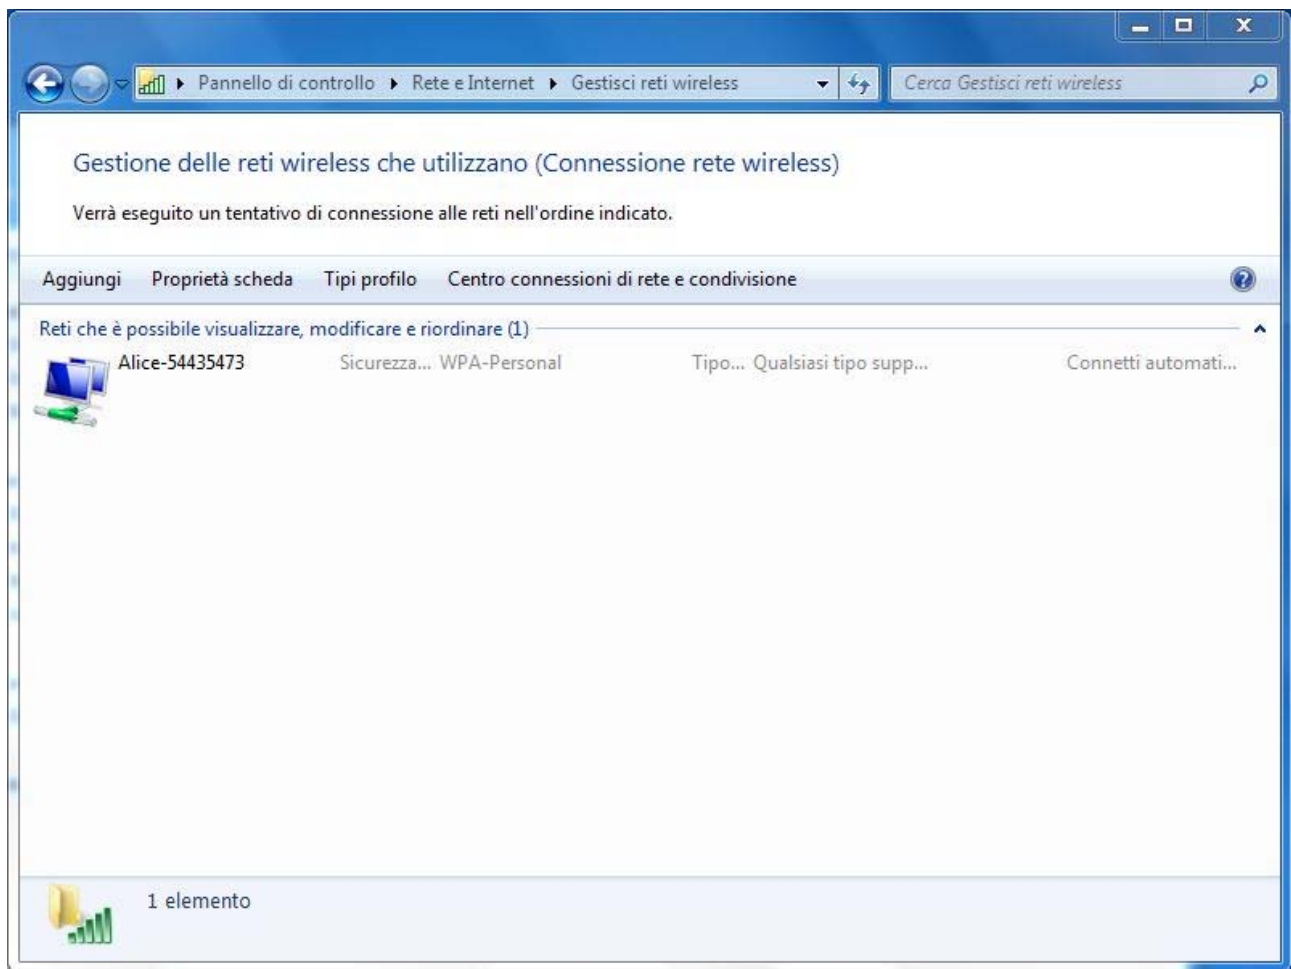 Pannello di controllo Rete e Internet Gestisci reti wireless Cerca Gestisci reti wireless
Gestione delle reti wireless che utilizzano (Connessione rete wireless)
Verrà eseguito un tentativo di connessione alle reti nell'ordine indicato.
Aggiungi Proprietà scheda Tipi profilo Centro connessioni di rete e condivisione
Reti che è possibile visualizzare, modificare e riordinare (1)
Alice-54435473 Sicurezza... WPA-Personal Tipo... Qualsiasi tipo supp... Connetti automati...
1 elemento